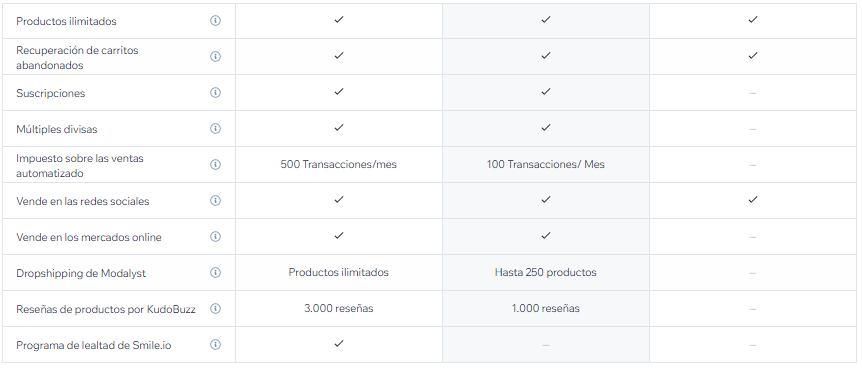 Productos ilimitados
Recuperación de carritos
abandonados
Suscripciones
Múltiples divisas
Impuesto sobre las ventas
automatizado
500 Transacciones/mes
100 Transacciones/ Mes
Vende en las redes sociales
Vende en los mercados online
Dropshipping de Modalyst
Productos ilimitados
Hasta 250 productos
Reseñas de productos por KudoBuzz
3.000 reseñas
1.000 reseñas
Programa de lealtad de Smile.io